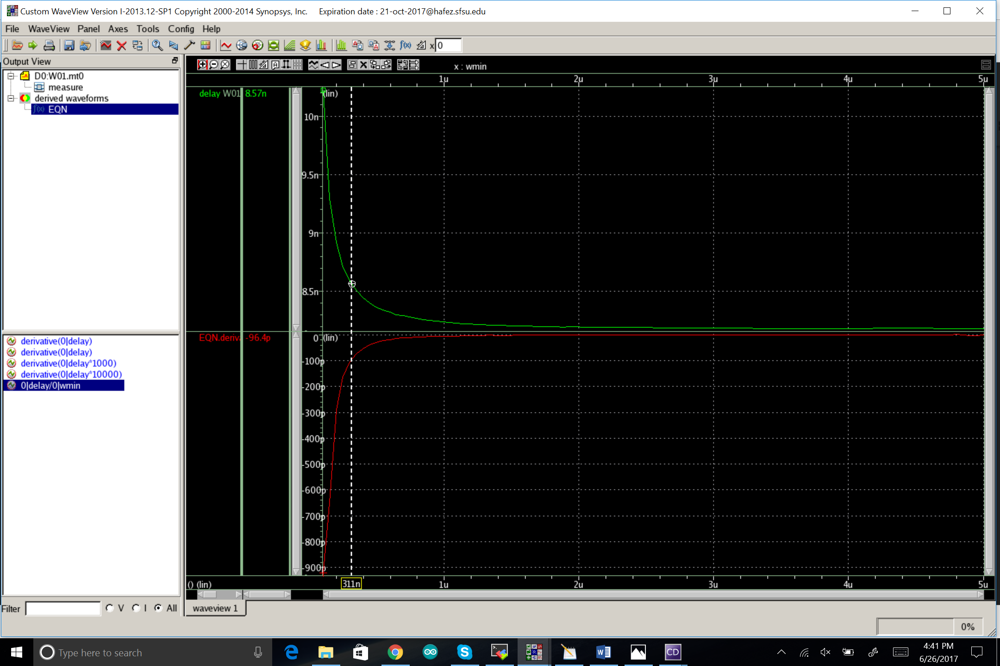 Custom WaveView Version I-2013.12-SP1 Copyright 2000-2014 Synopsys, Inc. Expiration date : 21-oct-2017@hafez.sfsu.edu
File WaveView Panel Axes Tools Config Help
x 0
Output View
D0:W01.mt0
measure
derived waveforms
f(x) EQN
derivative(0|delay)
derivative(0|delay)
derivative(0|delay*1000)
derivative(0|delay*10000)
0|delay/0|wmin
Filter V I All
x : wmin
1u 2u 3u 4u 5u
delay W01 8.57n
(lin)
10n
9.5n
9n
8.5n
EQN.deriva -96.4p
0 (lin)
-100p
-200p
-300p
-400p
-500p
-600p
-700p
-800p
-900p
() (lin) 311n 1u 2u 3u 4u 5u
waveview 1
0%
Type here to search
CD
4:41 PM
6/26/2017